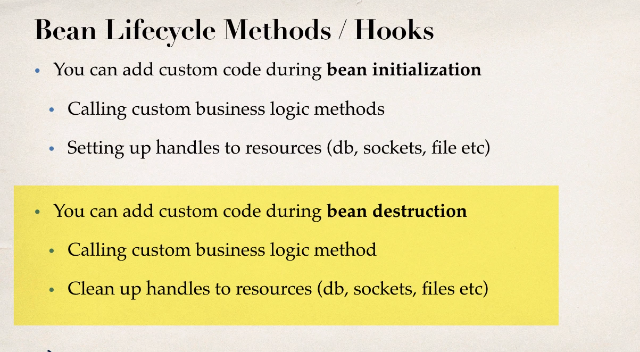 Bean Lifecycle Methods / Hooks
• You can add custom code during bean initialization
• Calling custom business logic methods
• Setting up handles to resources (db, sockets, file etc)
• You can add custom code during bean destruction
• Calling custom business logic method
• Clean up handles to resources (db, sockets, files etc)